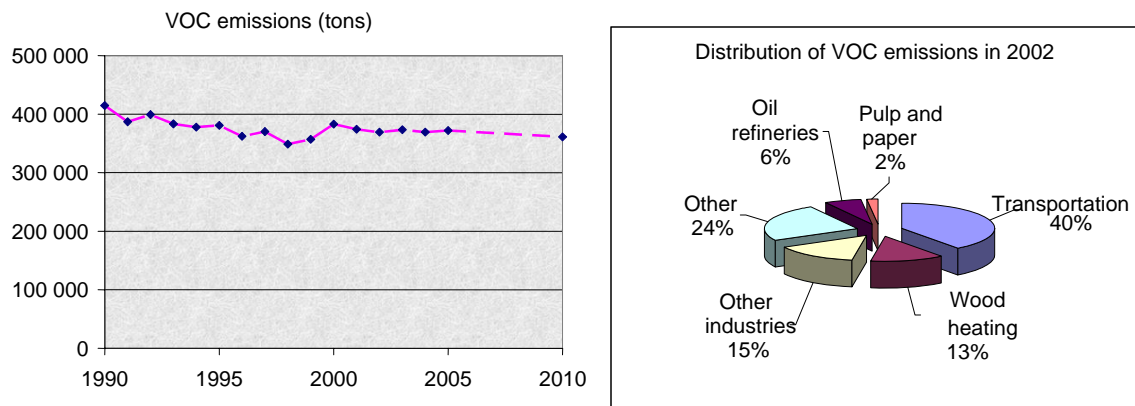 VOC emissions (tons)
500 000
400 000
300 000
200 000
100 000
0
1990
1995
2000
2005
2010
Distribution of VOC emissions in 2002
Oil
refineries
6%
Pulp and
paper
2%
Transportation
40%
Other
24%
Other
industries
15%
Wood
heating
13%